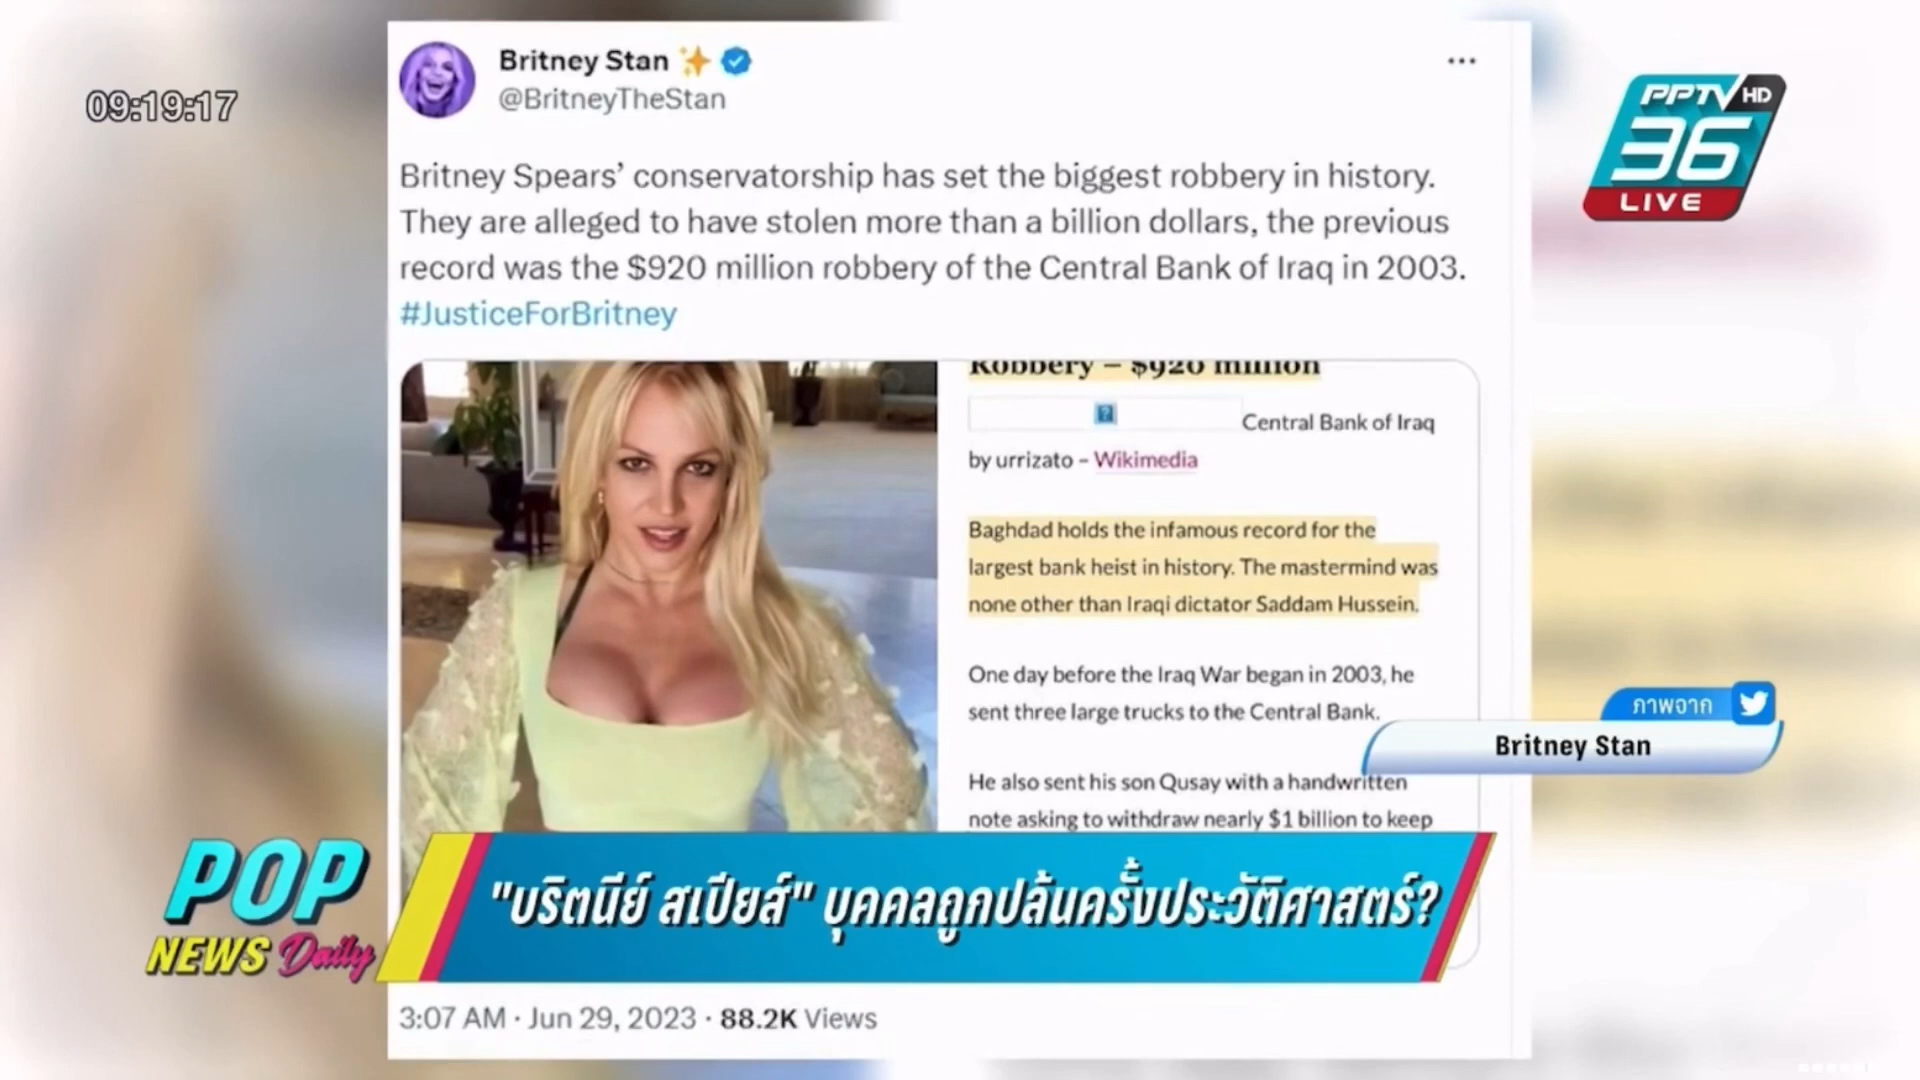 09:19:17
Britney Stan
@BritneyTheStan
Britney Spears’ conservatorship has set the biggest robbery in history.
They are alleged to have stolen more than a billion dollars, the previous
record was the $920 million robbery of the Central Bank of Iraq in 2003.
#JusticeForBritney
PPTV HD
36
LIVE
Robbery – $920 million
Central Bank of Iraq
by urrizato – Wikimedia
Baghdad holds the infamous record for the
largest bank heist in history. The mastermind was
none other than Iraqi dictator Saddam Hussein.
One day before the Iraq War began in 2003, he
sent three large trucks to the Central Bank.
He also sent his son Qusay with a handwritten
note asking to withdraw nearly $1 billion to keep
ภาพจาก
Britney Stan
POP
NEWS Daily
"บริตนีย์ สเปียส์" บุคคลถูกปล้นครั้งประวัติศาสตร์?
3:07 AM · Jun 29, 2023 · 88.2K Views